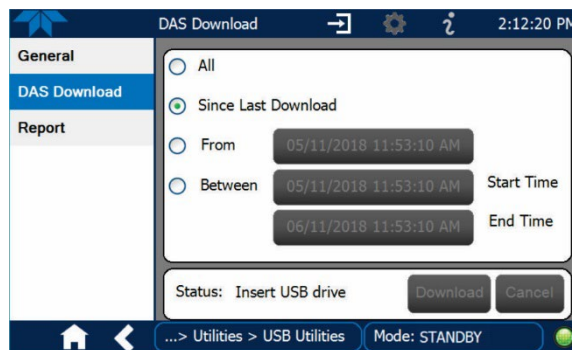 DAS Download 2:12:20 PM
General
DAS Download
Report
All
Since Last Download
From 05/11/2018 11:53:10 AM
Between 05/11/2018 11:53:10 AM Start Time
06/11/2018 11:53:10 AM End Time
Status: Insert USB drive Download Cancel
...> Utilities > USB Utilities Mode: STANDBY